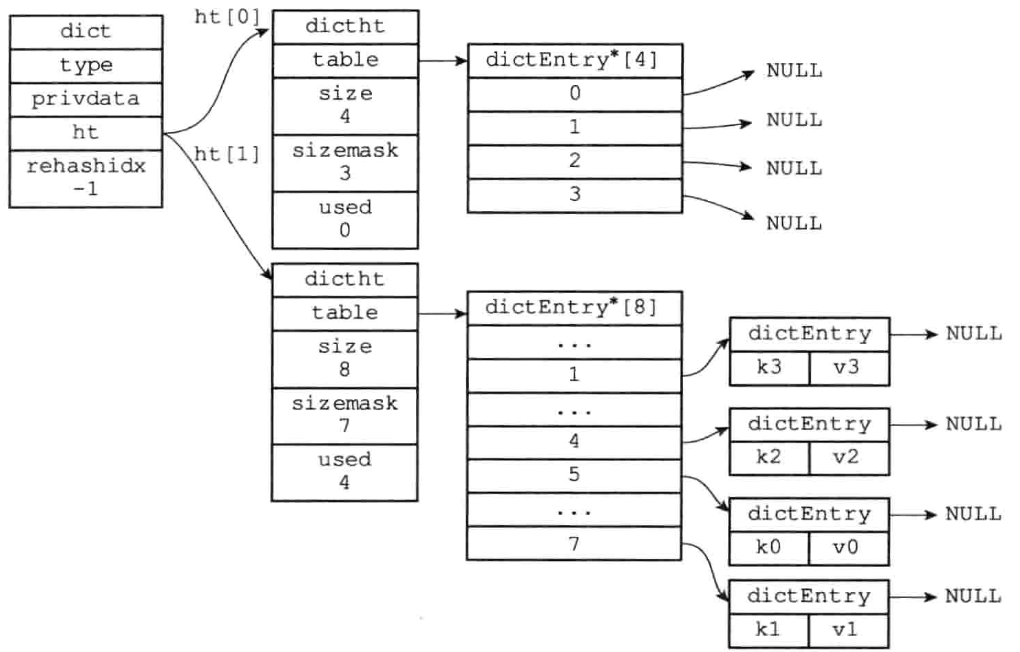 dict
type
privdata
ht
rehashidx
-1
ht[0]
ht[1]
dictht
table
size
4
sizemask
3
used
0
dictEntry*[4]
0
1
2
3
NULL
NULL
NULL
NULL
dictht
table
size
8
sizemask
7
used
4
dictEntry*[8]
...
1
...
4
5
...
7
dictEntry
k3 v3
NULL
dictEntry
k2 v2
NULL
dictEntry
k0 v0
NULL
dictEntry
k1 v1
NULL